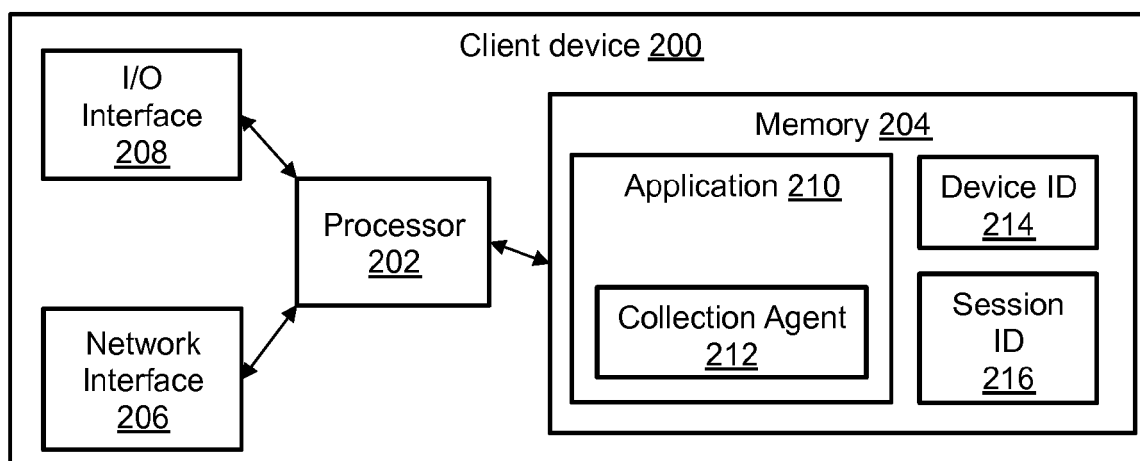 Client device 200
I/O
Interface
208
Processor
202
Network
Interface
206
Memory 204
Application 210
Collection Agent
212
Device ID
214
Session
ID
216